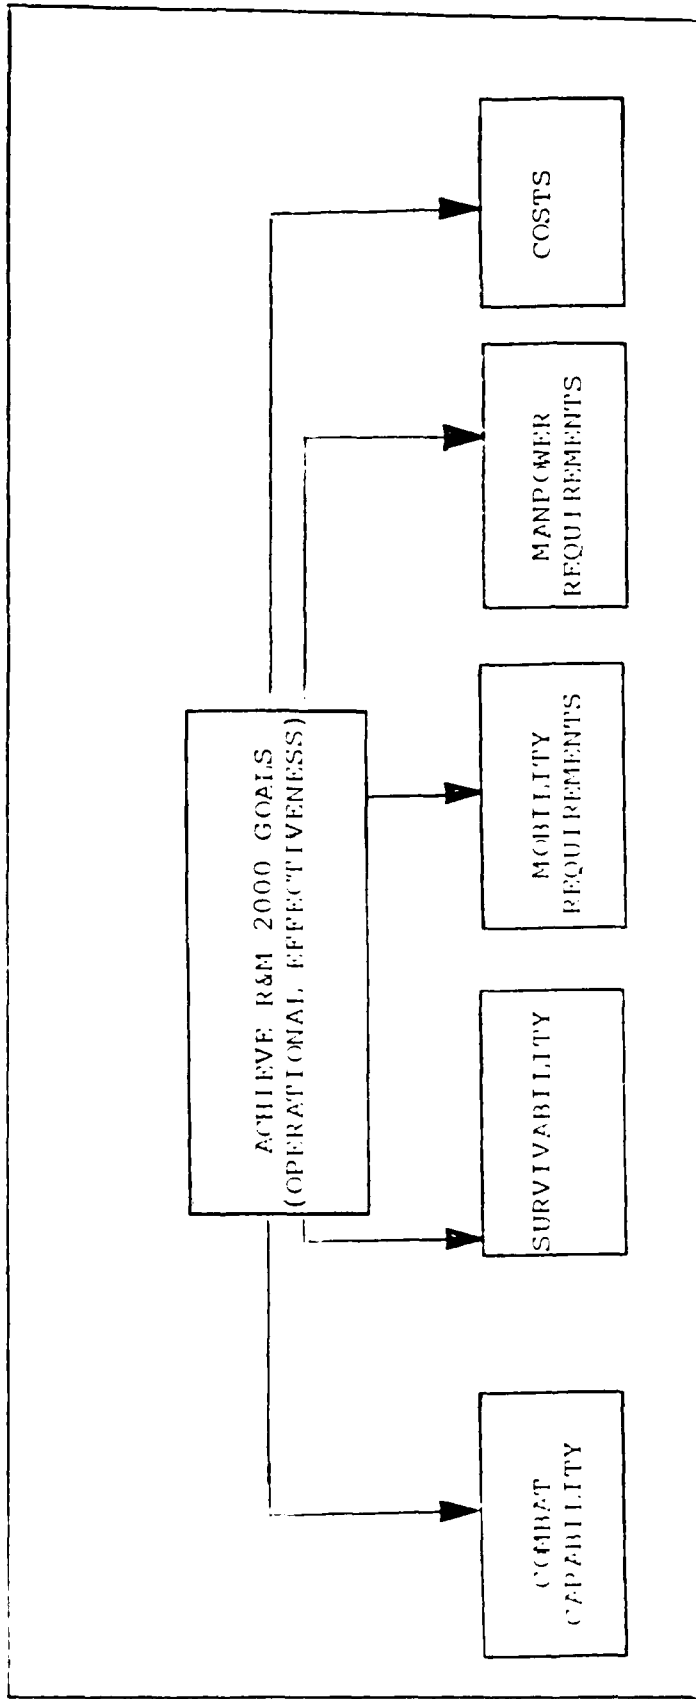 ACHIEVE R&M 2000 GOALS
(OPERATIONAL EFFECTIVENESS)
COMBAT
CAPABILITY
SURVIVABILITY
MOBILITY
REQUIREMENTS
MANPOWER
REQUIREMENTS
COSTS